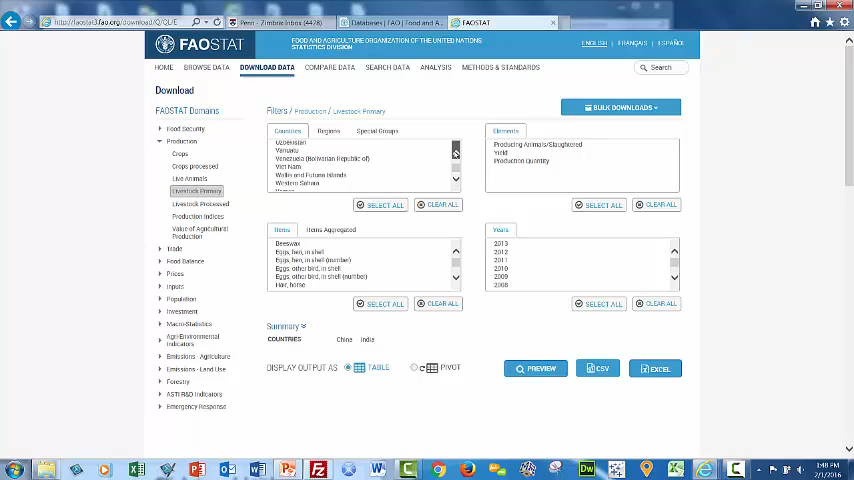 http://faostat3.fao.org/download/Q/QL/E
Penn - Zimbra: Inbox (4478)
Databases | FAO | Food and A...
FAOSTAT
FAOSTAT
FOOD AND AGRICULTURE ORGANIZATION OF THE UNITED NATIONS
STATISTICS DIVISION
ENGLISH FRANÇAIS ESPAÑOL
HOME BROWSE DATA DOWNLOAD DATA COMPARE DATA SEARCH DATA ANALYSIS METHODS & STANDARDS
Search
Download
FAOSTAT Domains
Food Security
Production
Crops
Crops processed
Live Animals
Livestock Primary
Livestock Processed
Production Indices
Value of Agricultural
Production
Trade
Food Balance
Prices
Inputs
Population
Investment
Macro-Statistics
Agri-Environmental
Indicators
Emissions - Agriculture
Emissions - Land Use
Forestry
ASTI R&D Indicators
Emergency Response
Filters / Production / Livestock Primary
BULK DOWNLOADS
Countries Regions Special Groups
Uzbekistan
Vanuatu
Venezuela (Bolivarian Republic of)
Viet Nam
Wallis and Futuna Islands
Western Sahara
SELECT ALL CLEAR ALL
Elements
Producing Animals/Slaughtered
Yield
Production Quantity
SELECT ALL CLEAR ALL
Items Items Aggregated
Beeswax
Eggs, hen, in shell
Eggs, hen, in shell (number)
Eggs, other bird, in shell
Eggs, other bird, in shell (number)
Hair, horse
SELECT ALL CLEAR ALL
Years
2013
2012
2011
2010
2009
2008
SELECT ALL CLEAR ALL
Summary
COUNTRIES China India
DISPLAY OUTPUT AS TABLE PIVOT
PREVIEW CSV EXCEL
1:48 PM
2/1/2016